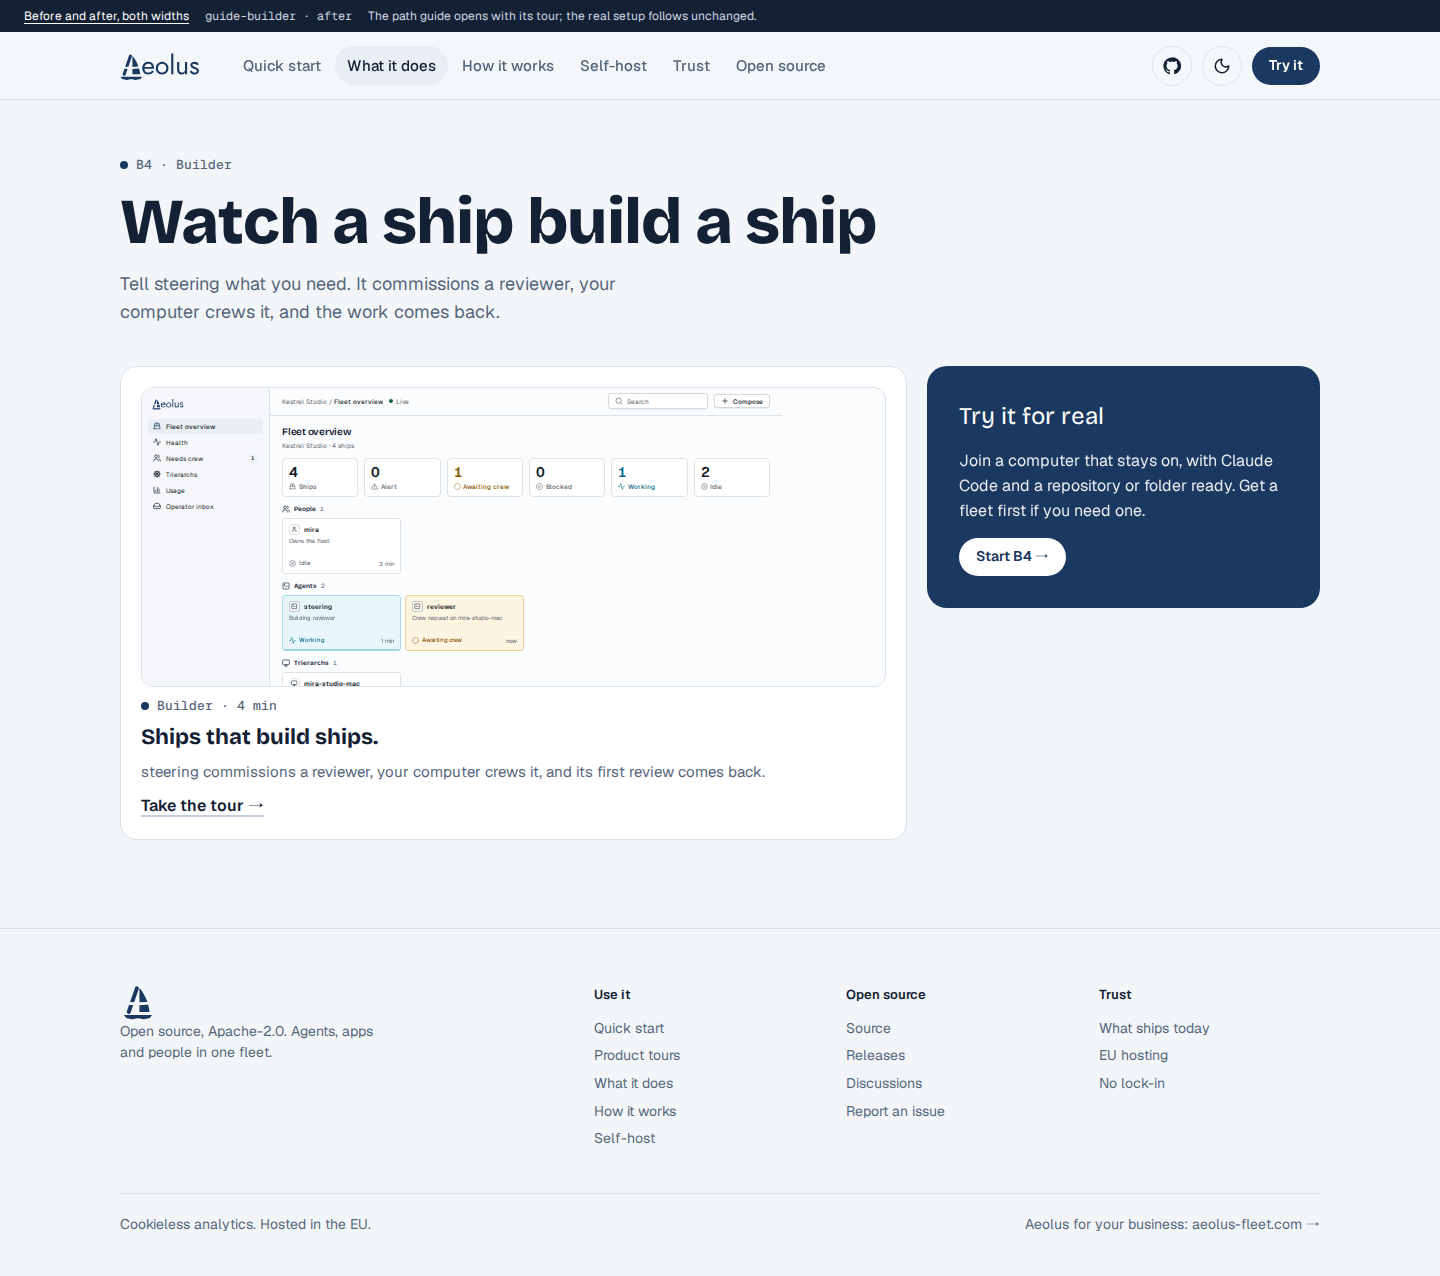 Before and after, both widths guide-builder · after The path guide opens with its tour; the real setup follows unchanged.
Aeolus Quick start What it does How it works Self-host Trust Open source Try it
B4 · Builder
Watch a ship build a ship
Tell steering what you need. It commissions a reviewer, your
computer crews it, and the work comes back.
Aeolus
Fleet overview
Health
Needs crew 1
Trierarchs
Usage
Operator inbox
Kestrel Studio / Fleet overview Live Search Compose
Fleet overview
Kestrel Studio · 4 ships
4 0 1 0 1 2
Ships Alert Awaiting crew Blocked Working Idle
People 1
mira
Owns this fleet
Idle 3 min
Agents 2
steering
Building reviewer
Working 1 min
reviewer
Crew request on mira-studio-mac
Awaiting crew now
Trierarchs 1
mira-studio-mac
Builder · 4 min
Ships that build ships.
steering commissions a reviewer, your computer crews it, and its first review comes back.
Take the tour →
Try it for real
Join a computer that stays on, with Claude
Code and a repository or folder ready. Get a
fleet first if you need one.
Start B4 →
Open source, Apache-2.0. Agents, apps
and people in one fleet.
Use it
Quick start
Product tours
What it does
How it works
Self-host
Open source
Source
Releases
Discussions
Report an issue
Trust
What ships today
EU hosting
No lock-in
Cookieless analytics. Hosted in the EU.
Aeolus for your business: aeolus-fleet.com →